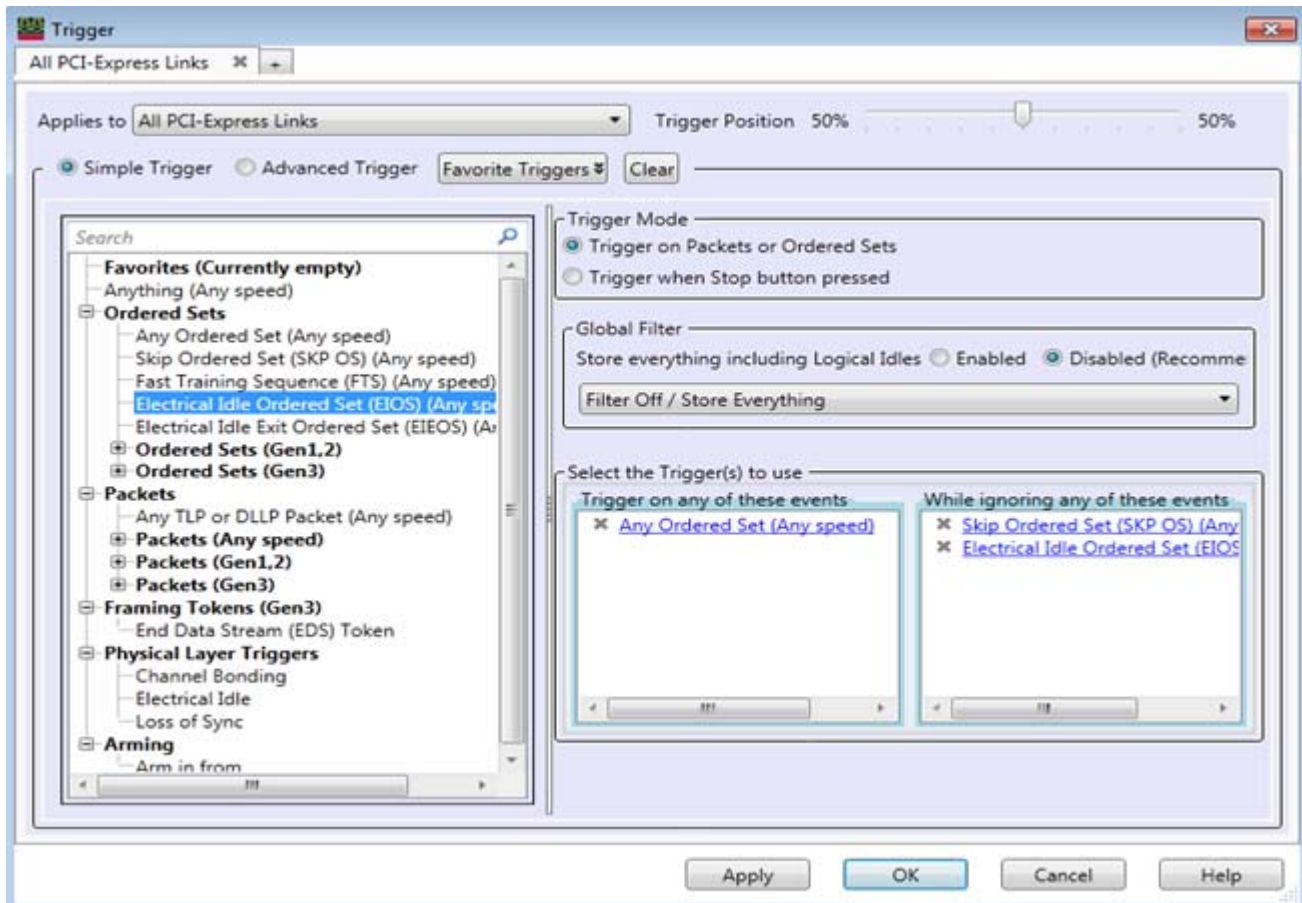 Trigger
All PCI-Express Links
Applies to All PCI-Express Links
Trigger Position 50% 50%
Simple Trigger Advanced Trigger Favorite Triggers Clear
Search
Favorites (Currently empty)
Anything (Any speed)
Ordered Sets
Any Ordered Set (Any speed)
Skip Ordered Set (SKP OS) (Any speed)
Fast Training Sequence (FTS) (Any speed)
Electrical Idle Ordered Set (EIOS) (Any spe
Electrical Idle Exit Ordered Set (EIEOS) (A
Ordered Sets (Gen1,2)
Ordered Sets (Gen3)
Packets
Any TLP or DLLP Packet (Any speed)
Packets (Any speed)
Packets (Gen1,2)
Packets (Gen3)
Framing Tokens (Gen3)
End Data Stream (EDS) Token
Physical Layer Triggers
Channel Bonding
Electrical Idle
Loss of Sync
Arming
Arm in from
Trigger Mode
Trigger on Packets or Ordered Sets
Trigger when Stop button pressed
Global Filter
Store everything including Logical Idles Enabled Disabled (Recomme
Filter Off / Store Everything
Select the Trigger(s) to use
Trigger on any of these events
Any Ordered Set (Any speed)
While ignoring any of these events
Skip Ordered Set (SKP OS) (Any
Electrical Idle Ordered Set (EIOS
Apply OK Cancel Help